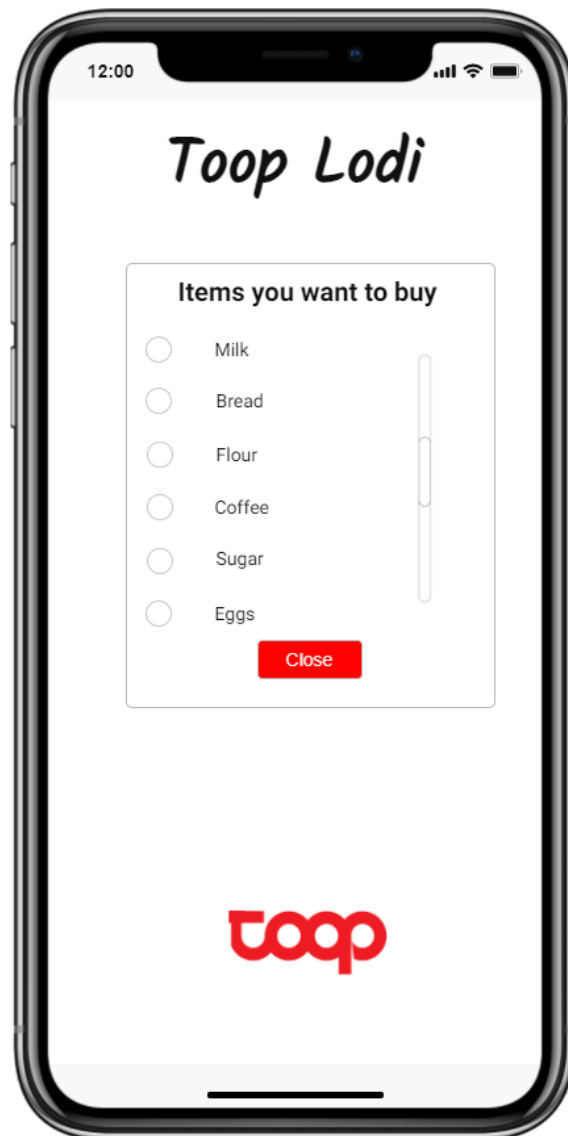 12:00
Toop Lodi
Items you want to buy
Milk
Bread
Flour
Coffee
Sugar
Eggs
Close
toop